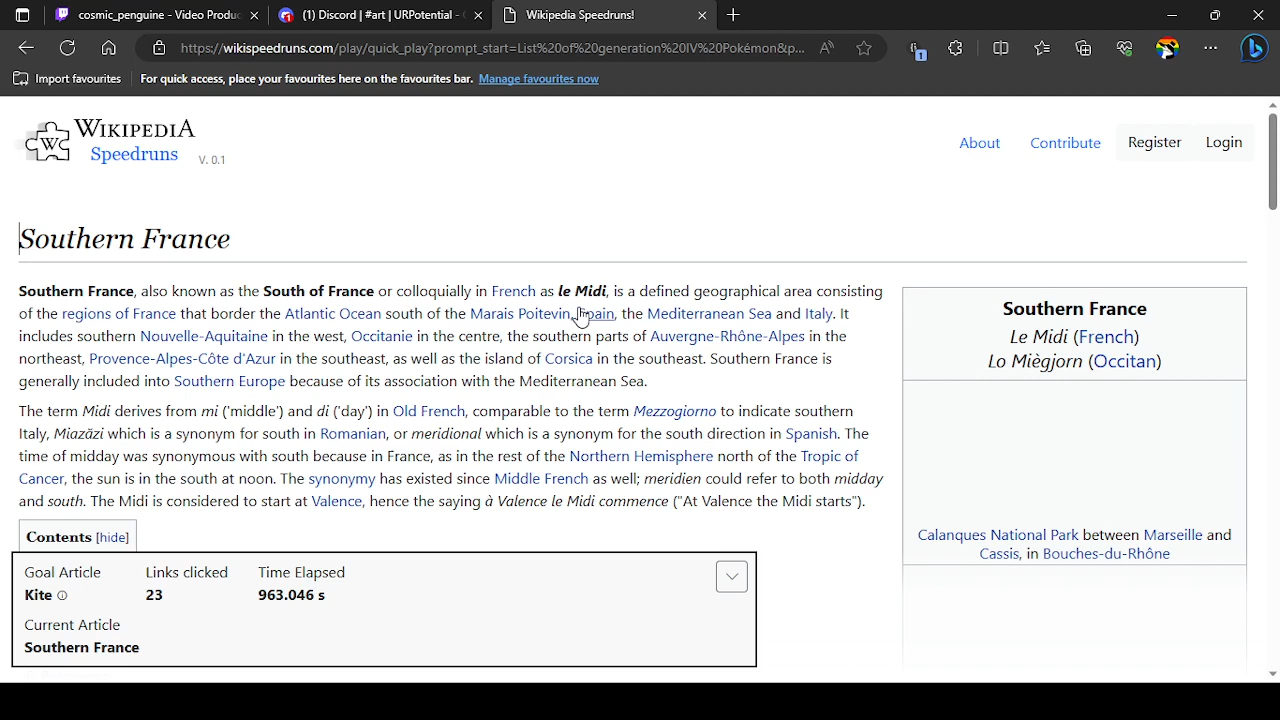 cosmic_penguine - Video Produc
(1) Discord | #art | URPotential -
Wikipedia Speedruns!
https://wikispeedruns.com/play/quick_play?prompt_start=List%20of%20generation%20IV%20Pokémon&p...
1
Import favourites
For quick access, place your favourites here on the favourites bar. Manage favourites now
WIKIPEDIA
Speedruns V. 0.1
About Contribute Register Login
Southern France
Southern France, also known as the South of France or colloquially in French as le Midi, is a defined geographical area consisting
of the regions of France that border the Atlantic Ocean south of the Marais Poitevin, Spain, the Mediterranean Sea and Italy. It
includes southern Nouvelle-Aquitaine in the west, Occitanie in the centre, the southern parts of Auvergne-Rhône-Alpes in the
northeast, Provence-Alpes-Côte d'Azur in the southeast, as well as the island of Corsica in the southeast. Southern France is
generally included into Southern Europe because of its association with the Mediterranean Sea.
The term Midi derives from mi ('middle') and di ('day') in Old French, comparable to the term Mezzogiorno to indicate southern
Italy, Miazăzi which is a synonym for south in Romanian, or meridional which is a synonym for the south direction in Spanish. The
time of midday was synonymous with south because in France, as in the rest of the Northern Hemisphere north of the Tropic of
Cancer, the sun is in the south at noon. The synonymy has existed since Middle French as well; meridien could refer to both midday
and south. The Midi is considered to start at Valence, hence the saying à Valence le Midi commence ("At Valence the Midi starts").
Contents [hide]
Southern France
Le Midi (French)
Lo Miègjorn (Occitan)
Calanques National Park between Marseille and
Cassis, in Bouches-du-Rhône
Goal Article Links clicked Time Elapsed
Kite 23 963.046 s
Current Article
Southern France